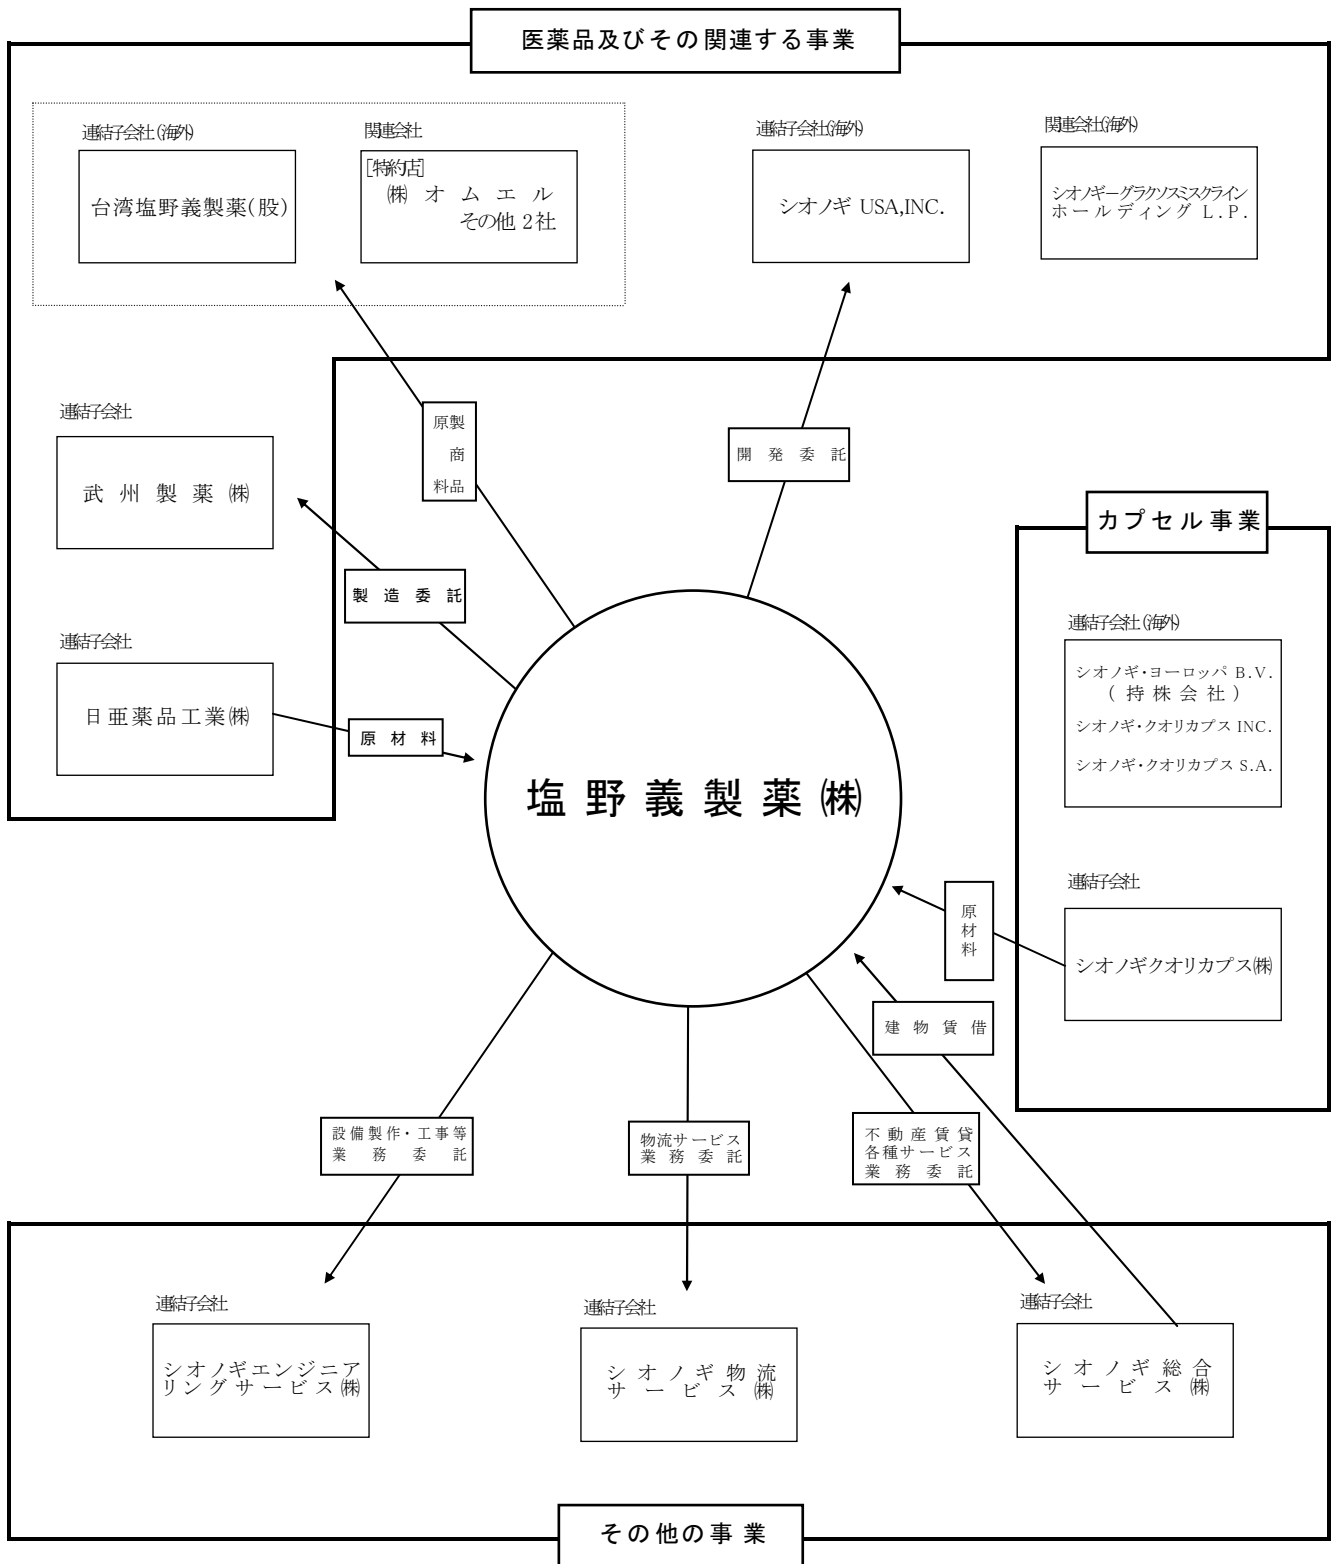 医薬品及びその関連する事業
連結子会社(海外)
台湾塩野義製薬(股)
関連会社
[特約店]
㈱オムエル
その他2社
連結子会社(海外)
シオノギ USA,INC.
関連会社(海外)
シオノギーグラクソスミスクライン
ホールディング L.P.
連結子会社
武州製薬㈱
連結子会社
日亜薬品工業㈱
原製
商
料品
開発委託
製造委託
原材料
塩野義製薬㈱
カプセル事業
連結子会社(海外)
シオノギ・ヨーロッパ B.V.
(持株会社)
シオノギ・クオリカプス INC.
シオノギ・クオリカプス S.A.
連結子会社
シオノギクオリカプス㈱
原
材
料
建物賃借
設備製作・工事等
業務委託
物流サービス
業務委託
不動産賃貸
各種サービス
業務委託
連結子会社
シオノギエンジニア
リングサービス㈱
連結子会社
シオノギ物流
サービス㈱
連結子会社
シオノギ総合
サービス㈱
その他の事業